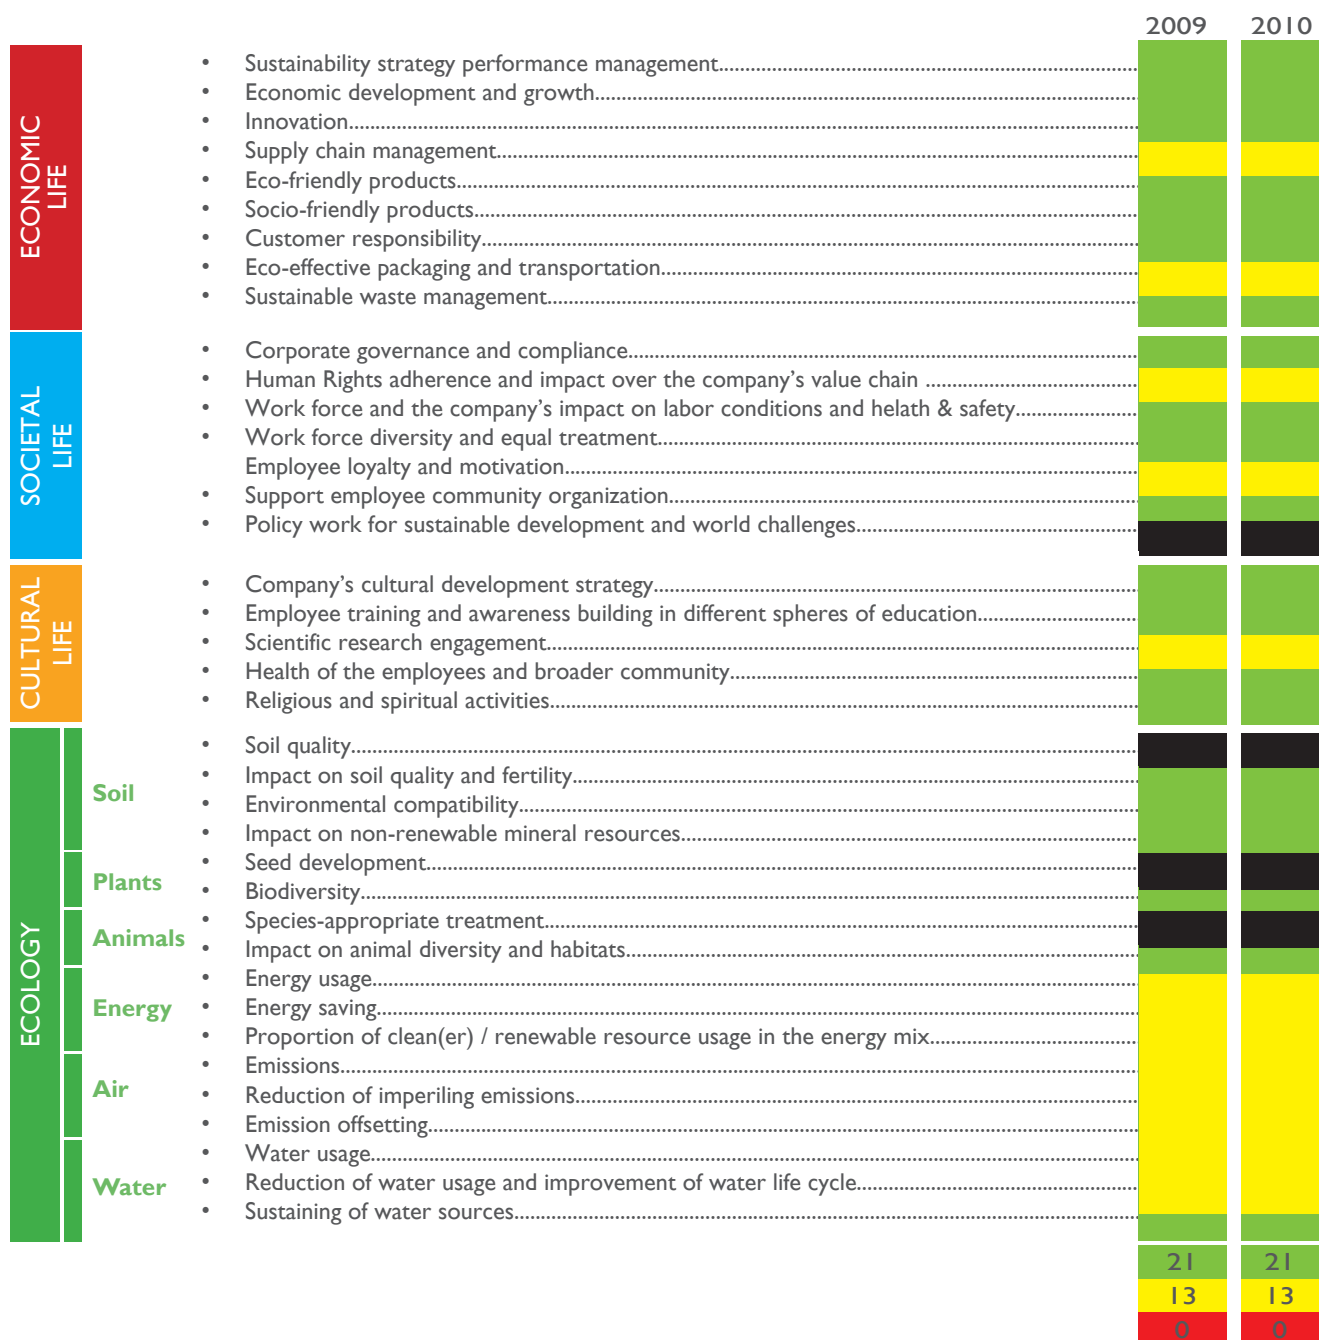 2009 2010
ECONOMIC
LIFE
• Sustainability strategy performance management
• Economic development and growth
• Innovation
• Supply chain management
• Eco-friendly products
• Socio-friendly products
• Customer responsibility
• Eco-effective packaging and transportation
• Sustainable waste management
SOCIETAL
LIFE
• Corporate governance and compliance
• Human Rights adherence and impact over the company’s value chain
• Work force and the company’s impact on labor conditions and helath & safety
• Work force diversity and equal treatment
Employee loyalty and motivation
• Support employee community organization
• Policy work for sustainable development and world challenges
CULTURAL
LIFE
• Company’s cultural development strategy
• Employee training and awareness building in different spheres of education
• Scientific research engagement
• Health of the employees and broader community
• Religious and spiritual activities
ECOLOGY
Soil
• Soil quality
• Impact on soil quality and fertility
• Environmental compatibility
• Impact on non-renewable mineral resources
Plants
• Seed development
• Biodiversity
Animals
• Species-appropriate treatment
• Impact on animal diversity and habitats
Energy
• Energy usage
• Energy saving
• Proportion of clean(er) / renewable resource usage in the energy mix
Air
• Emissions
• Reduction of imperiling emissions
• Emission offsetting
Water
• Water usage
• Reduction of water usage and improvement of water life cycle
• Sustaining of water sources
21 21
13 13
0 0